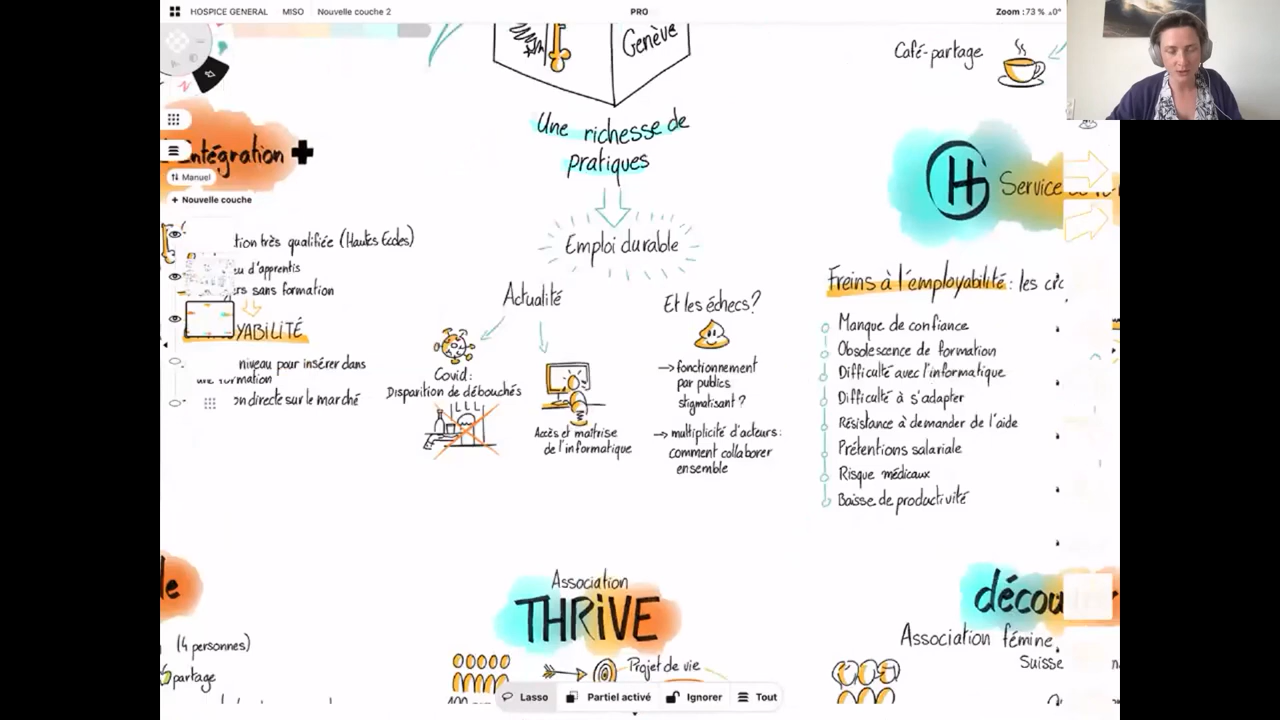 HOSPICE GENERAL MISO Nouvelle couche 2 PRO Zoom : 73 % 0°
Genève
Café-partage
Une richesse de
pratiques
Intégration +
Manuel
+ Nouvelle couche
Service
Emploi durable
tion très qualifiée (Hautes Ecoles)
d'apprentis
sans formation
YABILITÉ
niveau pour insérer dans
une formation
on directe sur le marché
Actualité
Covid :
Disparition de débouchés
Accès et maîtrise
de l'informatique
Et les échecs ?
→ fonctionnement
par publics
stigmatisant ?
→ multiplicité d'acteurs :
comment collaborer
ensemble
Freins à l'employabilité : les
Manque de confiance
Obsolescence de formation
Difficulté avec l'informatique
Difficulté à s'adapter
Résistance à demander de l'aide
Prétentions salariale
Risque médicaux
Baisse de productivité
(4 personnes)
partage
Association
THRIVE
Projet de vie
décou
Association fémine
Suisse
Lasso Partiel activé Ignorer Tout